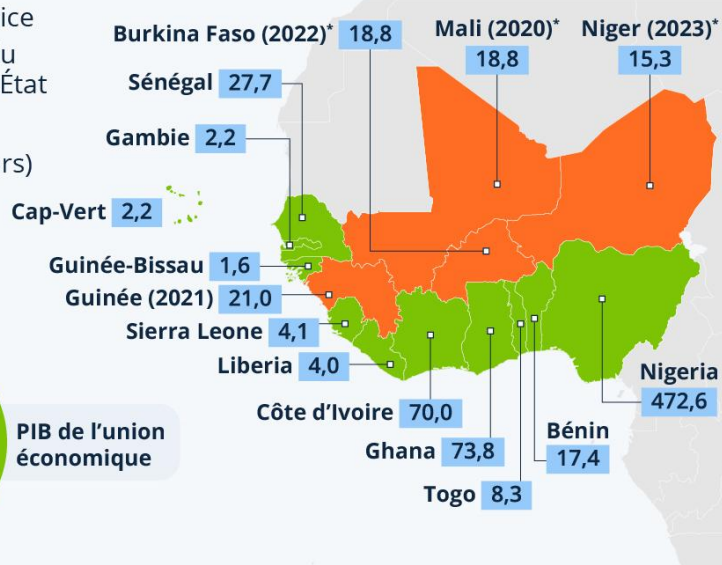 ice
u
État
rs)
Burkina Faso (2022)* 18,8
Mali (2020)*
18,8
Niger (2023)*
15,3
Sénégal 27,7
Gambie 2,2
Cap-Vert 2,2
Guinée-Bissau 1,6
Guinée (2021) 21,0
Sierra Leone 4,1
Liberia 4,0
Côte d’Ivoire 70,0
Ghana 73,8
Togo 8,3
Bénin
17,4
Nigeria
472,6
PIB de l’union
économique